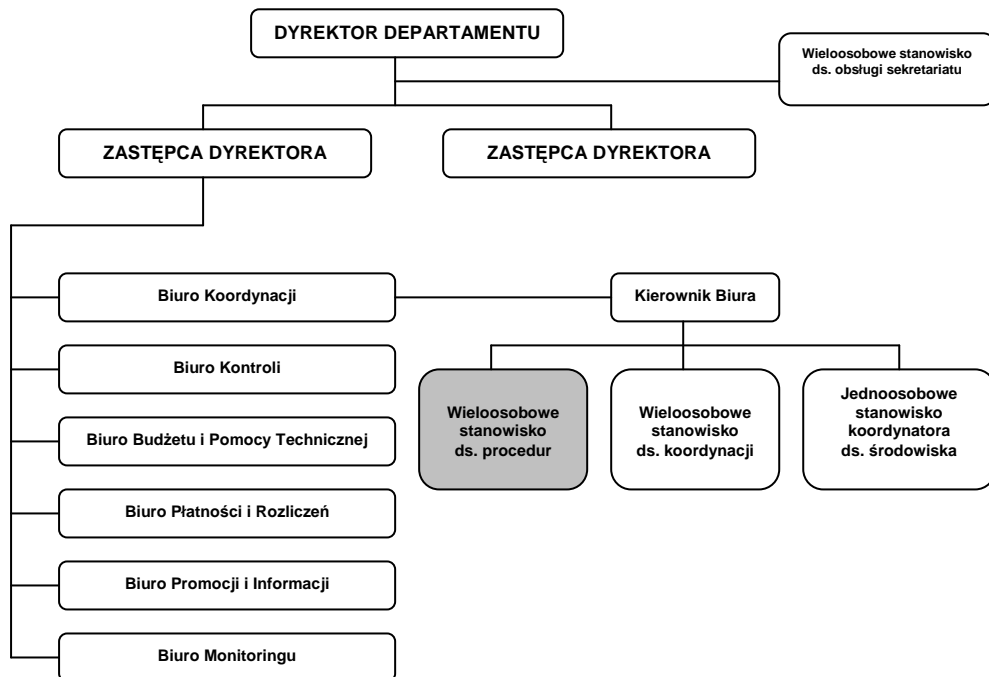 DYREKTOR DEPARTAMENTU
Wieloosobowe stanowisko
ds. obsługi sekretariatu
ZASTĘPCA DYREKTORA
ZASTĘPCA DYREKTORA
Biuro Koordynacji
Kierownik Biura
Biuro Kontroli
Biuro Budżetu i Pomocy Technicznej
Biuro Płatności i Rozliczeń
Biuro Promocji i Informacji
Biuro Monitoringu
Wieloosobowe
stanowisko
ds. procedur
Wieloosobowe
stanowisko
ds. koordynacji
Jednoosobowe
stanowisko
koordynatora
ds. środowiska